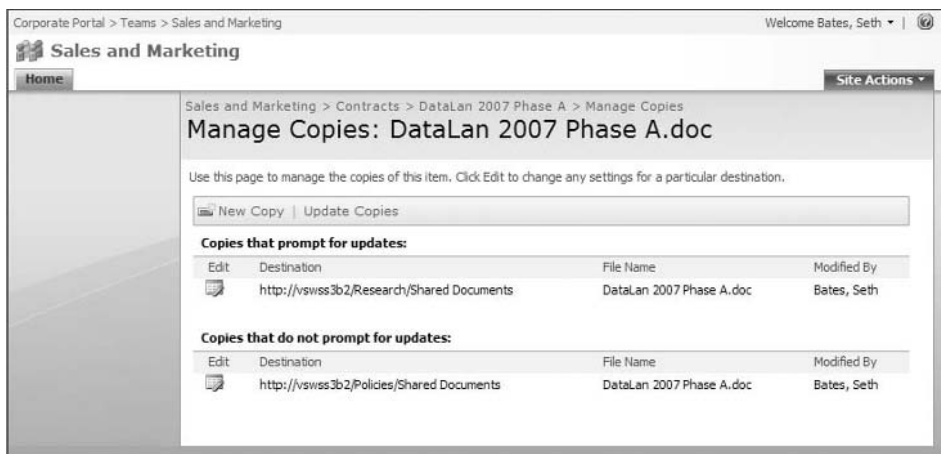 Corporate Portal > Teams > Sales and Marketing Welcome Bates, Seth |
Sales and Marketing
Home Site Actions
Sales and Marketing > Contracts > DataLan 2007 Phase A > Manage Copies
Manage Copies: DataLan 2007 Phase A.doc
Use this page to manage the copies of this item. Click Edit to change any settings for a particular destination.
New Copy | Update Copies
Copies that prompt for updates:
Edit Destination File Name Modified By
http://vswss3b2/Research/Shared Documents DataLan 2007 Phase A.doc Bates, Seth
Copies that do not prompt for updates:
Edit Destination File Name Modified By
http://vswss3b2/Policies/Shared Documents DataLan 2007 Phase A.doc Bates, Seth